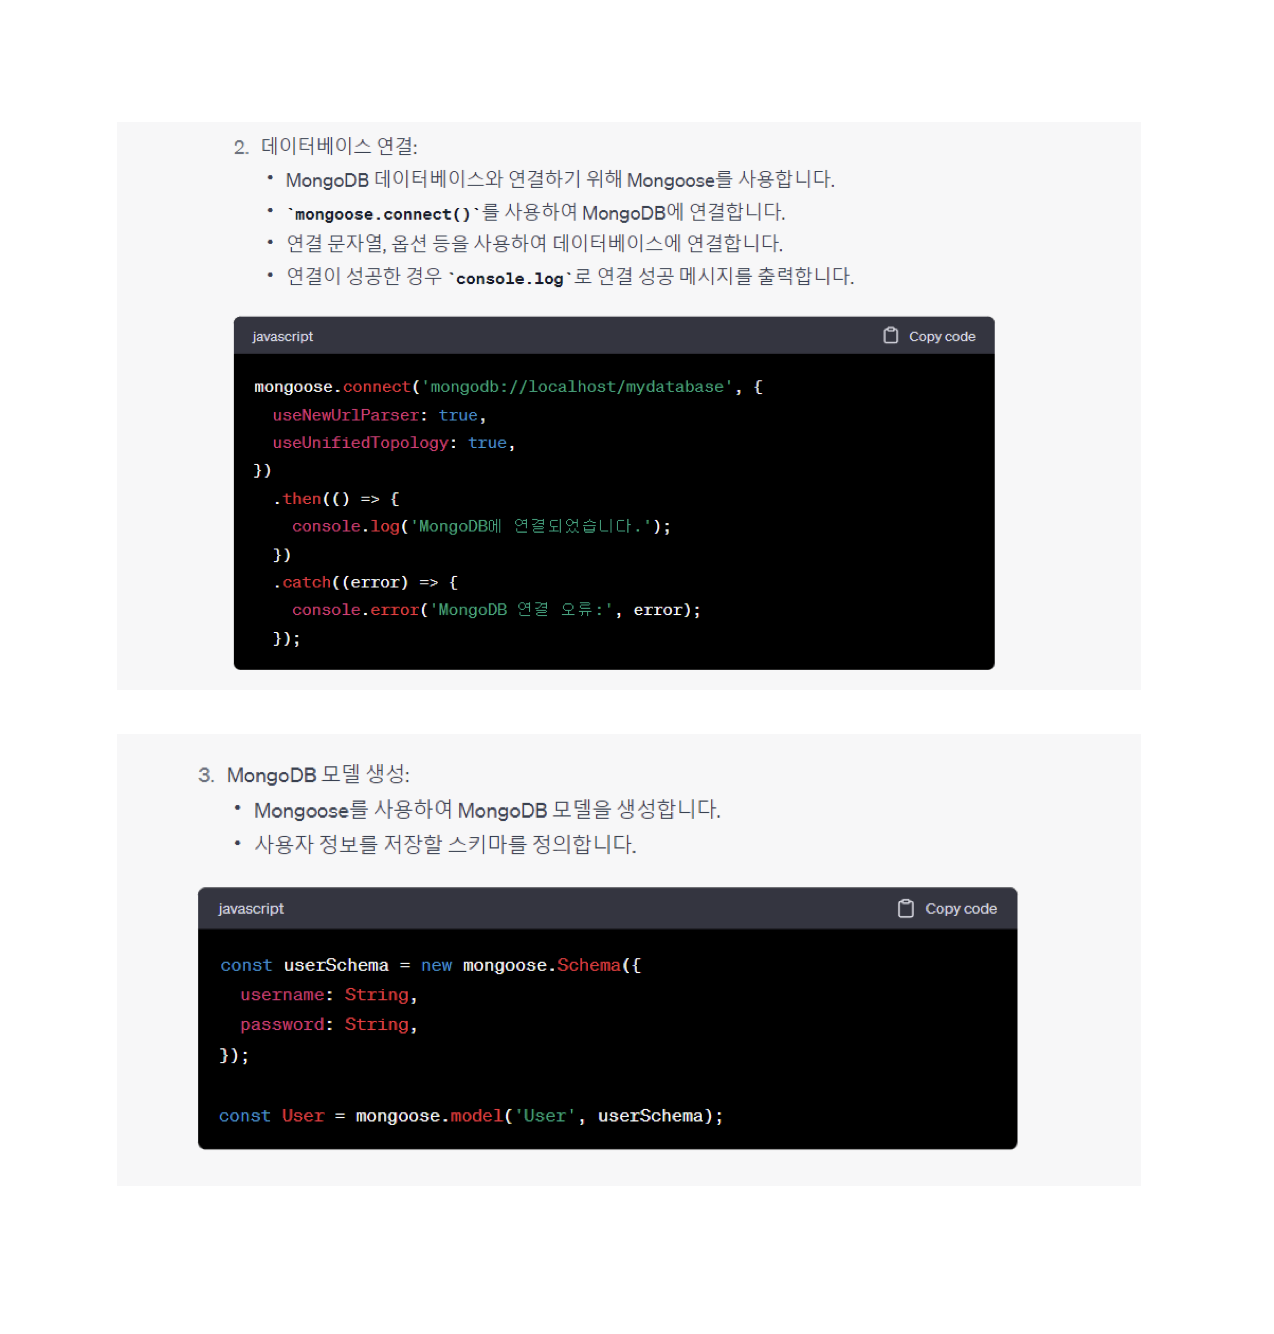 2. 데이터베이스 연결:
• MongoDB 데이터베이스와 연결하기 위해 Mongoose를 사용합니다.
• `mongoose.connect()`를 사용하여 MongoDB에 연결합니다.
• 연결 문자열, 옵션 등을 사용하여 데이터베이스에 연결합니다.
• 연결이 성공한 경우 `console.log`로 연결 성공 메시지를 출력합니다.
javascript Copy code
mongoose.connect('mongodb://localhost/mydatabase', {
  useNewUrlParser: true,
  useUnifiedTopology: true,
})
  .then(() => {
    console.log('MongoDB에 연결되었습니다.');
  })
  .catch((error) => {
    console.error('MongoDB 연결 오류:', error);
  });
3. MongoDB 모델 생성:
• Mongoose를 사용하여 MongoDB 모델을 생성합니다.
• 사용자 정보를 저장할 스키마를 정의합니다.
javascript Copy code
const userSchema = new mongoose.Schema({
  username: String,
  password: String,
});
const User = mongoose.model('User', userSchema);